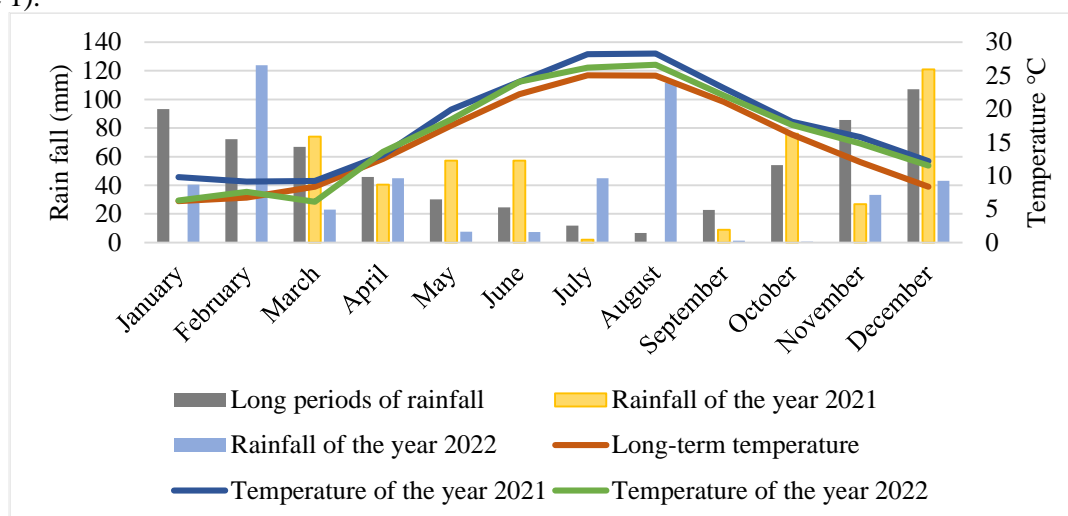 1).
140 30
120 25
100 20
80 15
60 10
40 5
20 0
0
Rain fall (mm)
Temperature °C
January February March April May June July August September October November December
Long periods of rainfall Rainfall of the year 2021
Rainfall of the year 2022 Long-term temperature
Temperature of the year 2021 Temperature of the year 2022